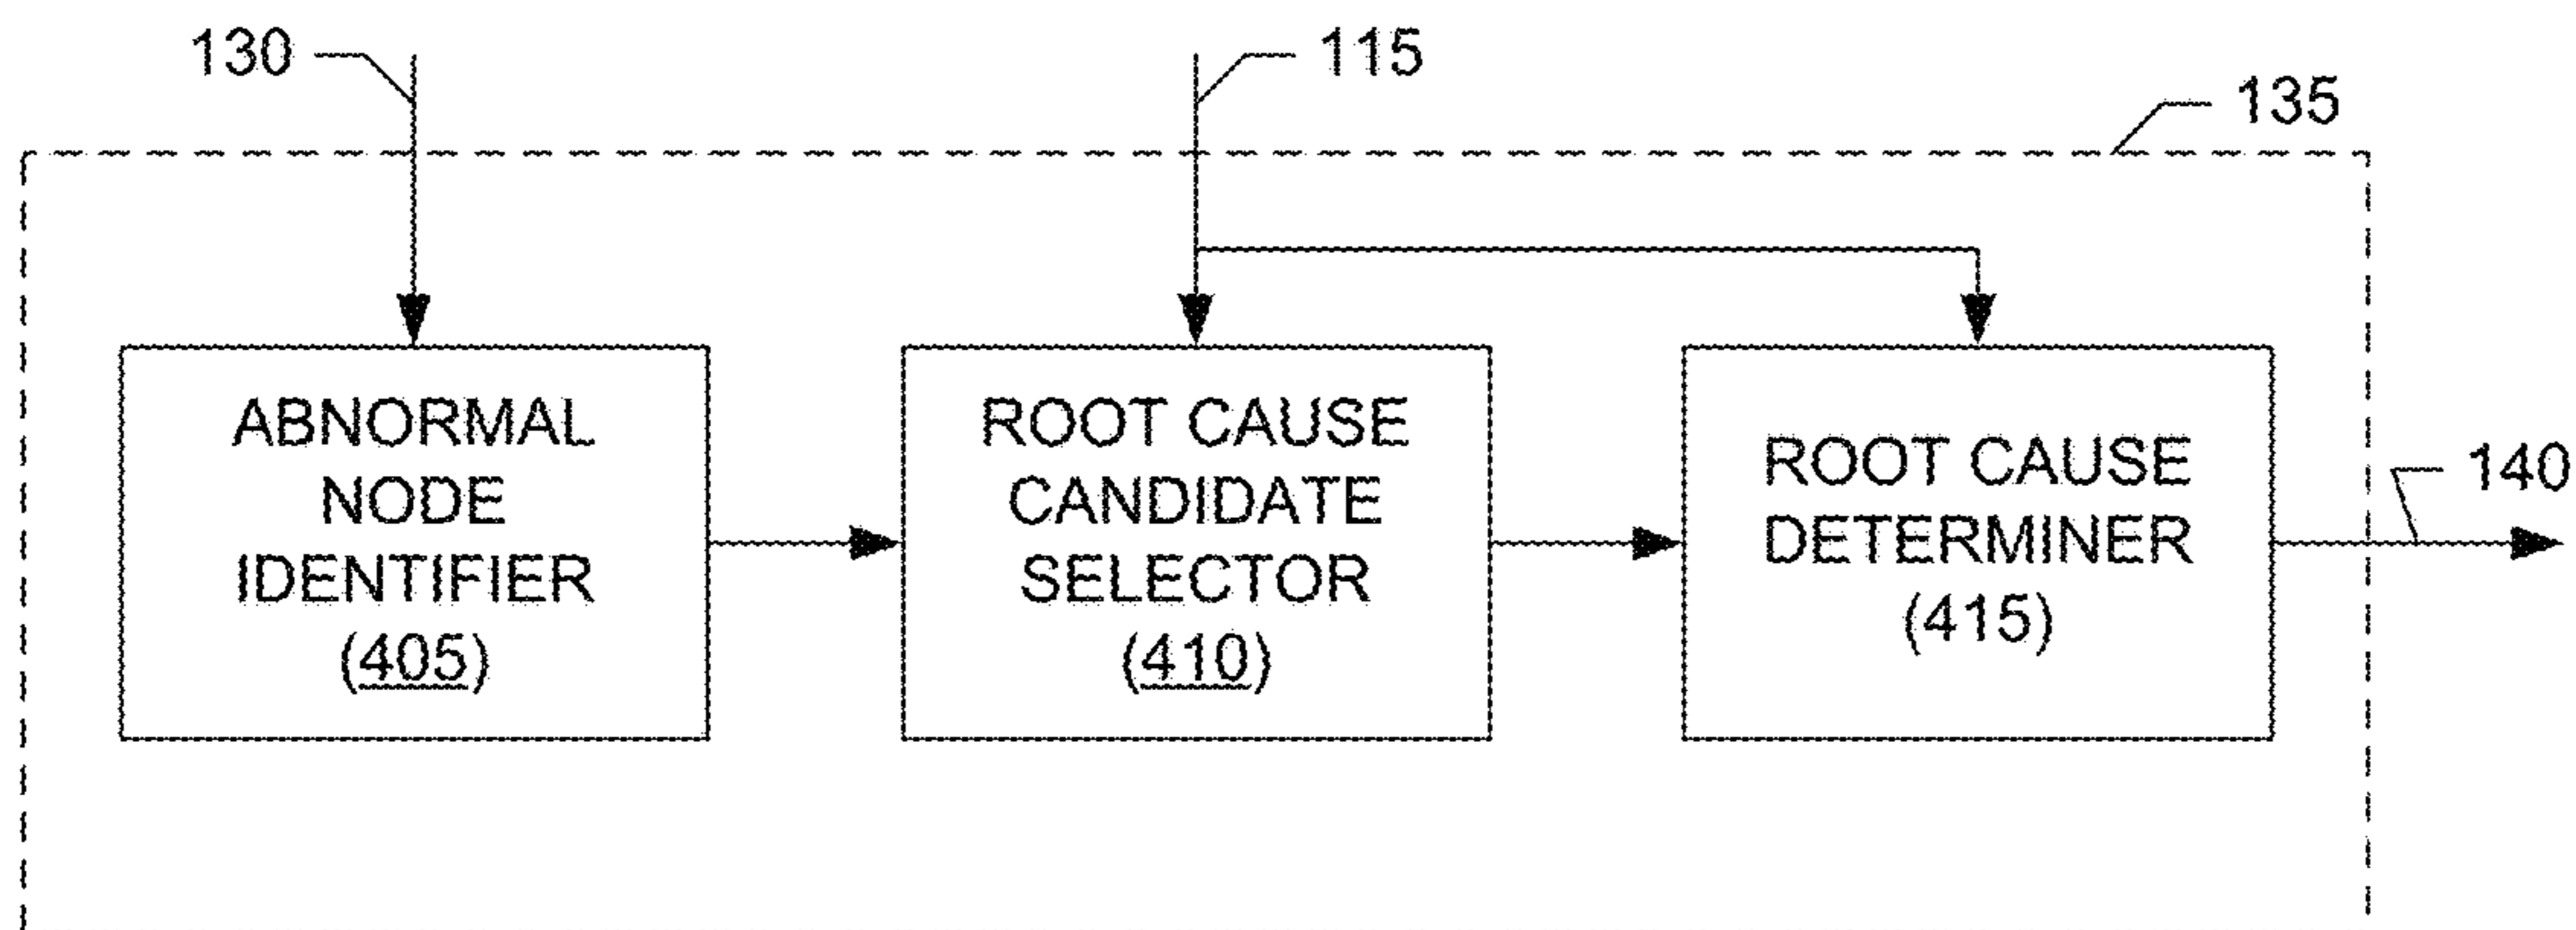 130
115
135
ABNORMAL
NODE
IDENTIFIER
(405)
ROOT CAUSE
CANDIDATE
SELECTOR
(410)
ROOT CAUSE
DETERMINER
(415)
140